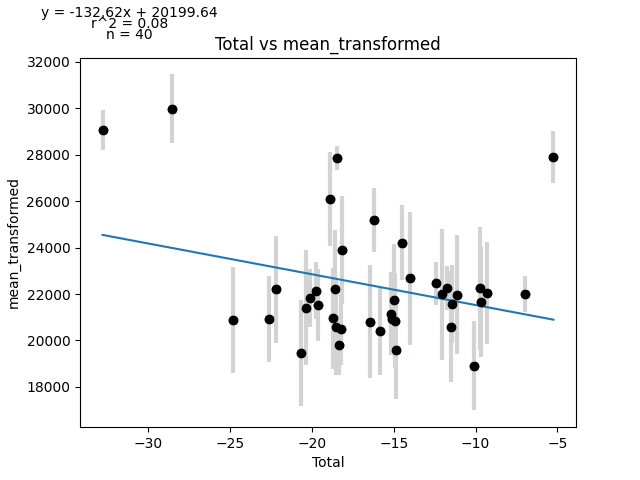 y = -132.62x + 20199.64
r^2 = 0.08
n = 40
Total vs mean_transformed
32000
30000
28000
26000
24000
22000
20000
18000
mean_transformed
−30
−25
−20
−15
−10
−5
Total